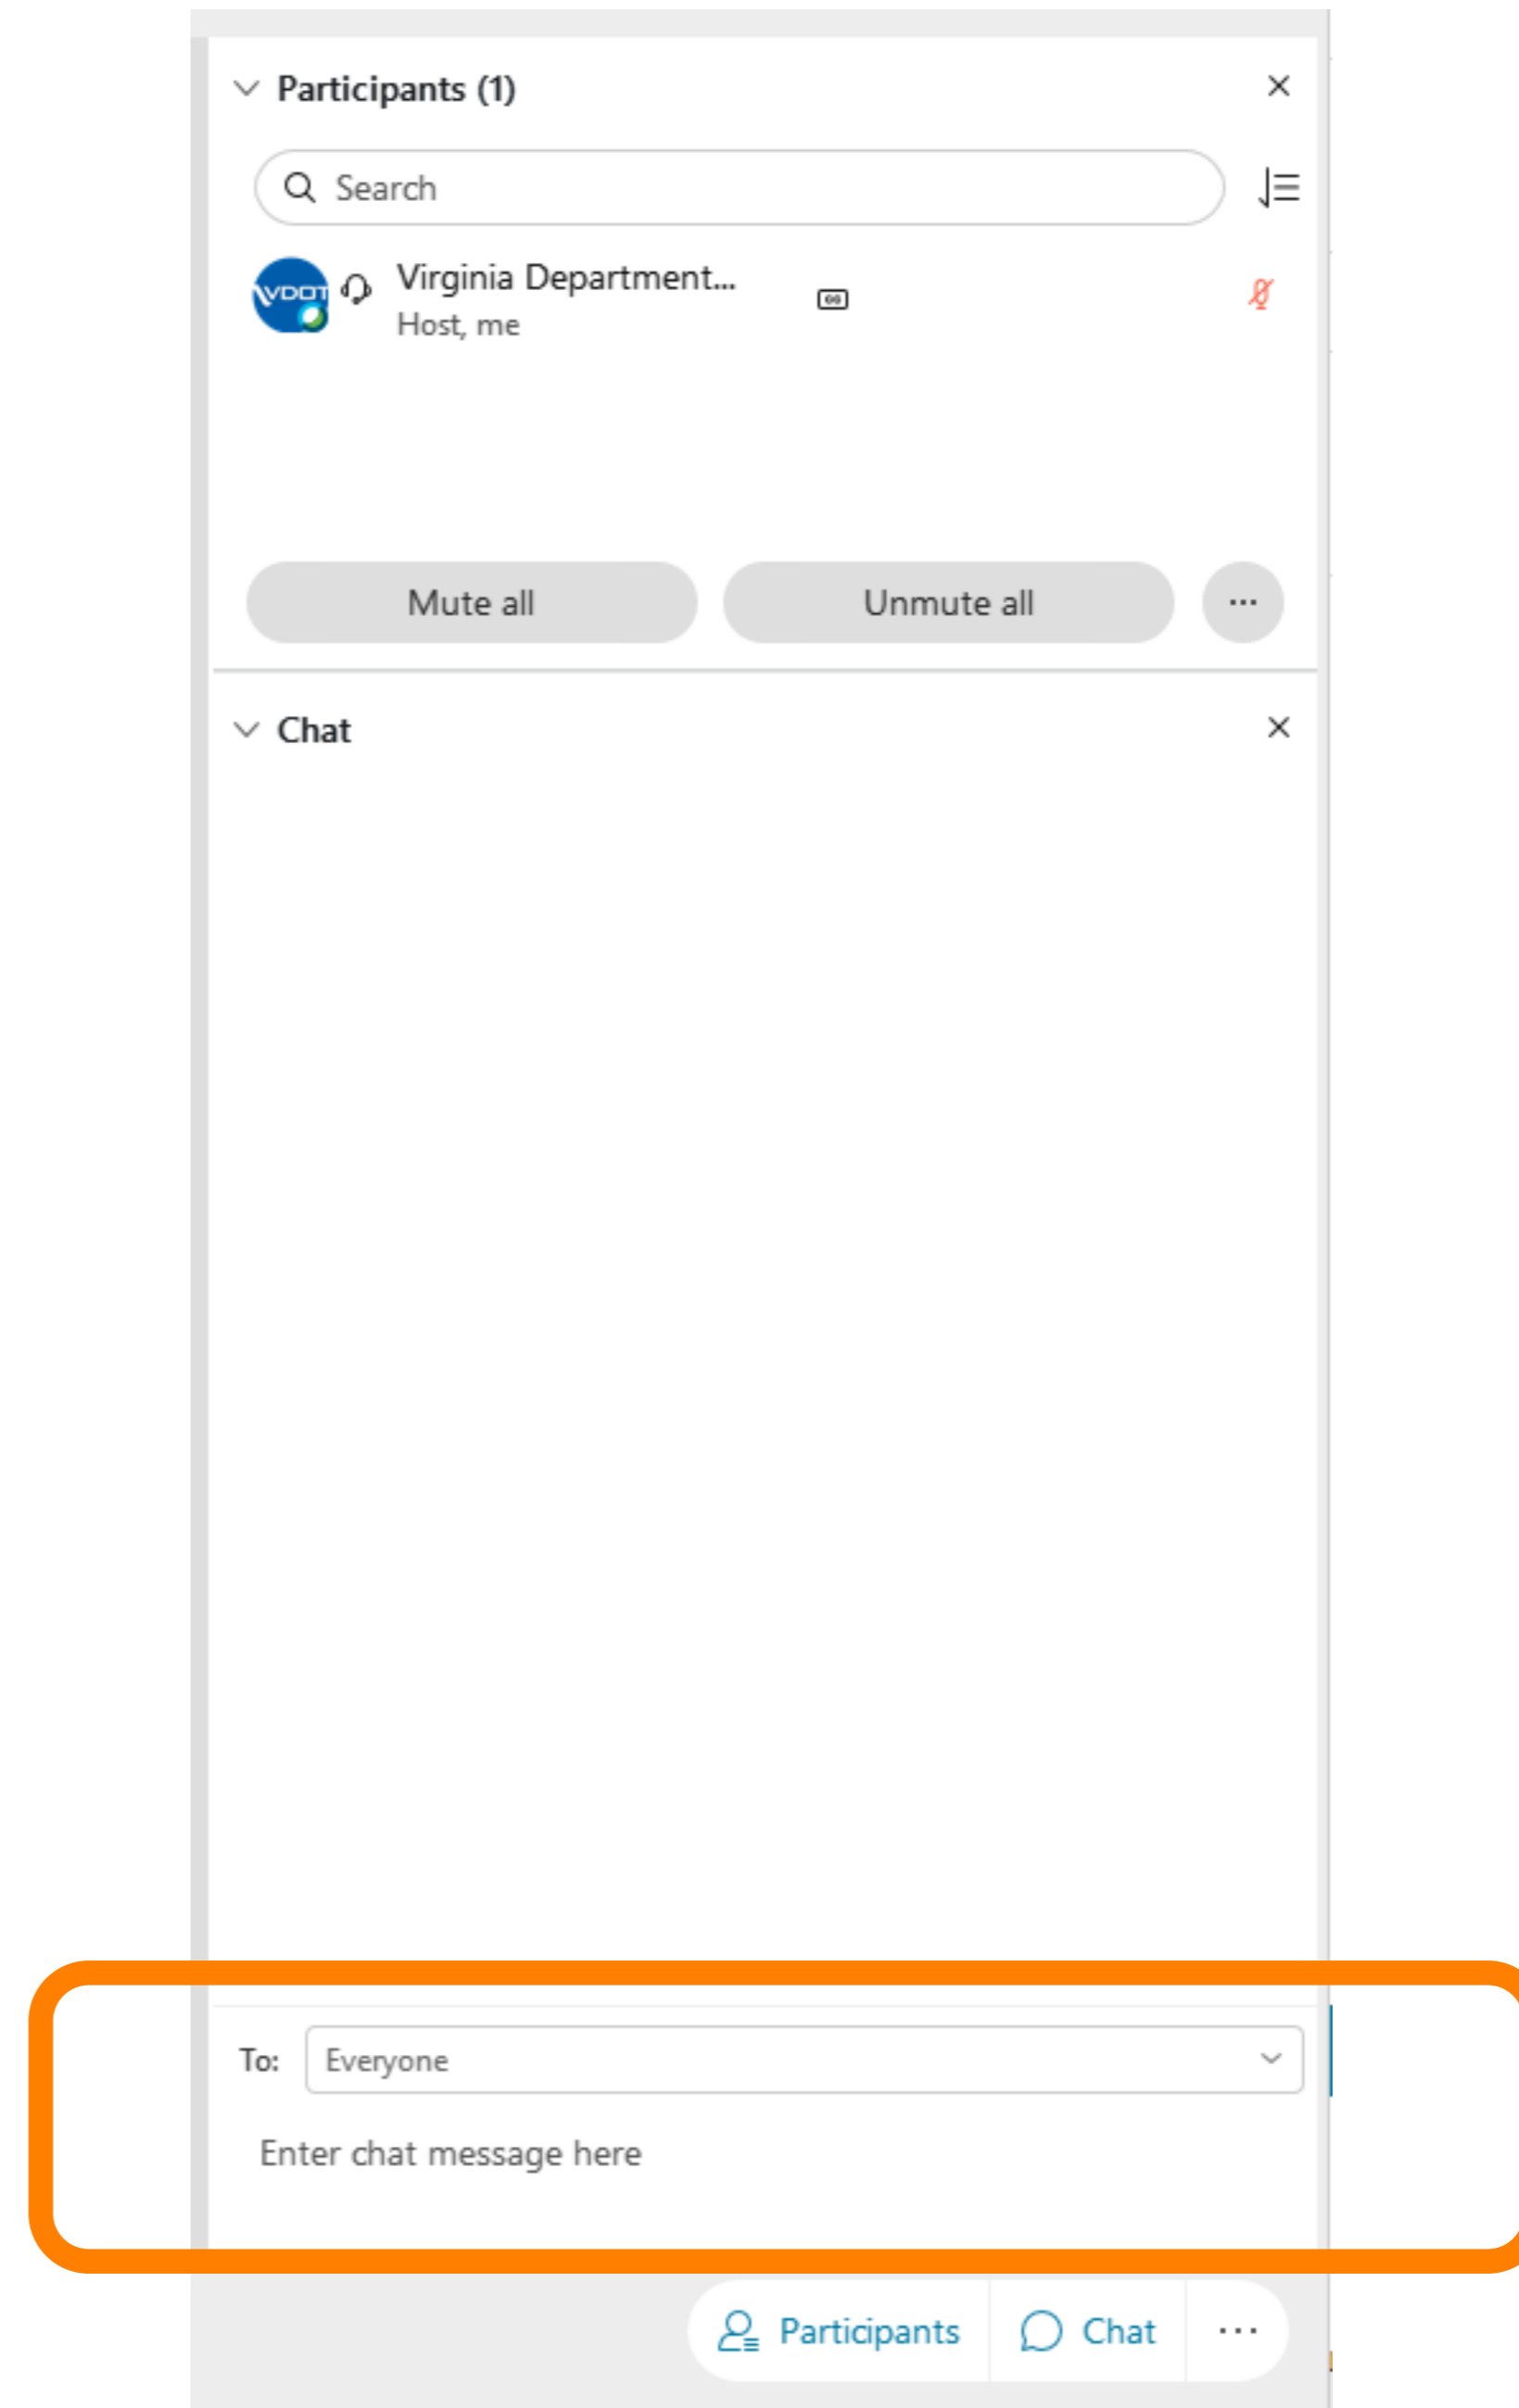 Participants (1)
Search
VDOT
Virginia Department...
Host, me
Mute all
Unmute all
...
Chat
To: Everyone
Enter chat message here
Participants
Chat
...